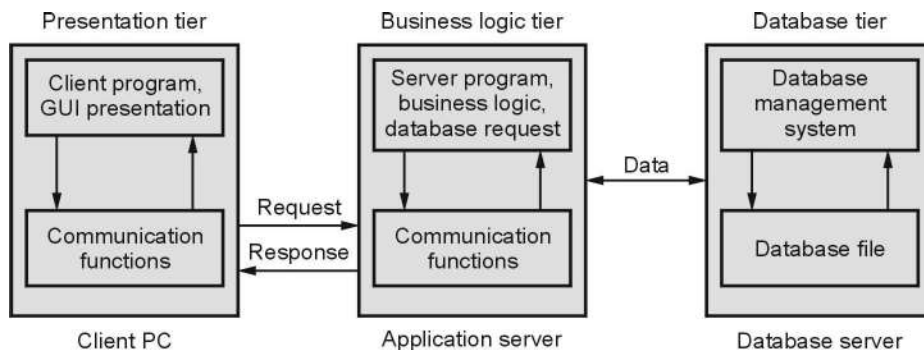 Presentation tier
Business logic tier
Database tier
Client program,
GUI presentation
Server program,
business logic,
database request
Database
management
system
Data
Request
Response
Communication
functions
Communication
functions
Database file
Client PC
Application server
Database server